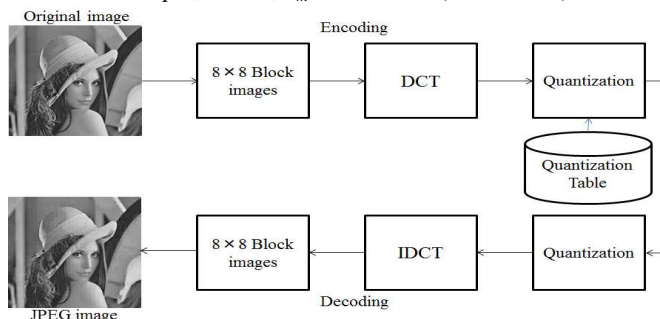 Original image
Encoding
8 × 8 Block
images
DCT
Quantization
Quantization
Table
8 × 8 Block
images
IDCT
Quantization
Decoding
JPEG image